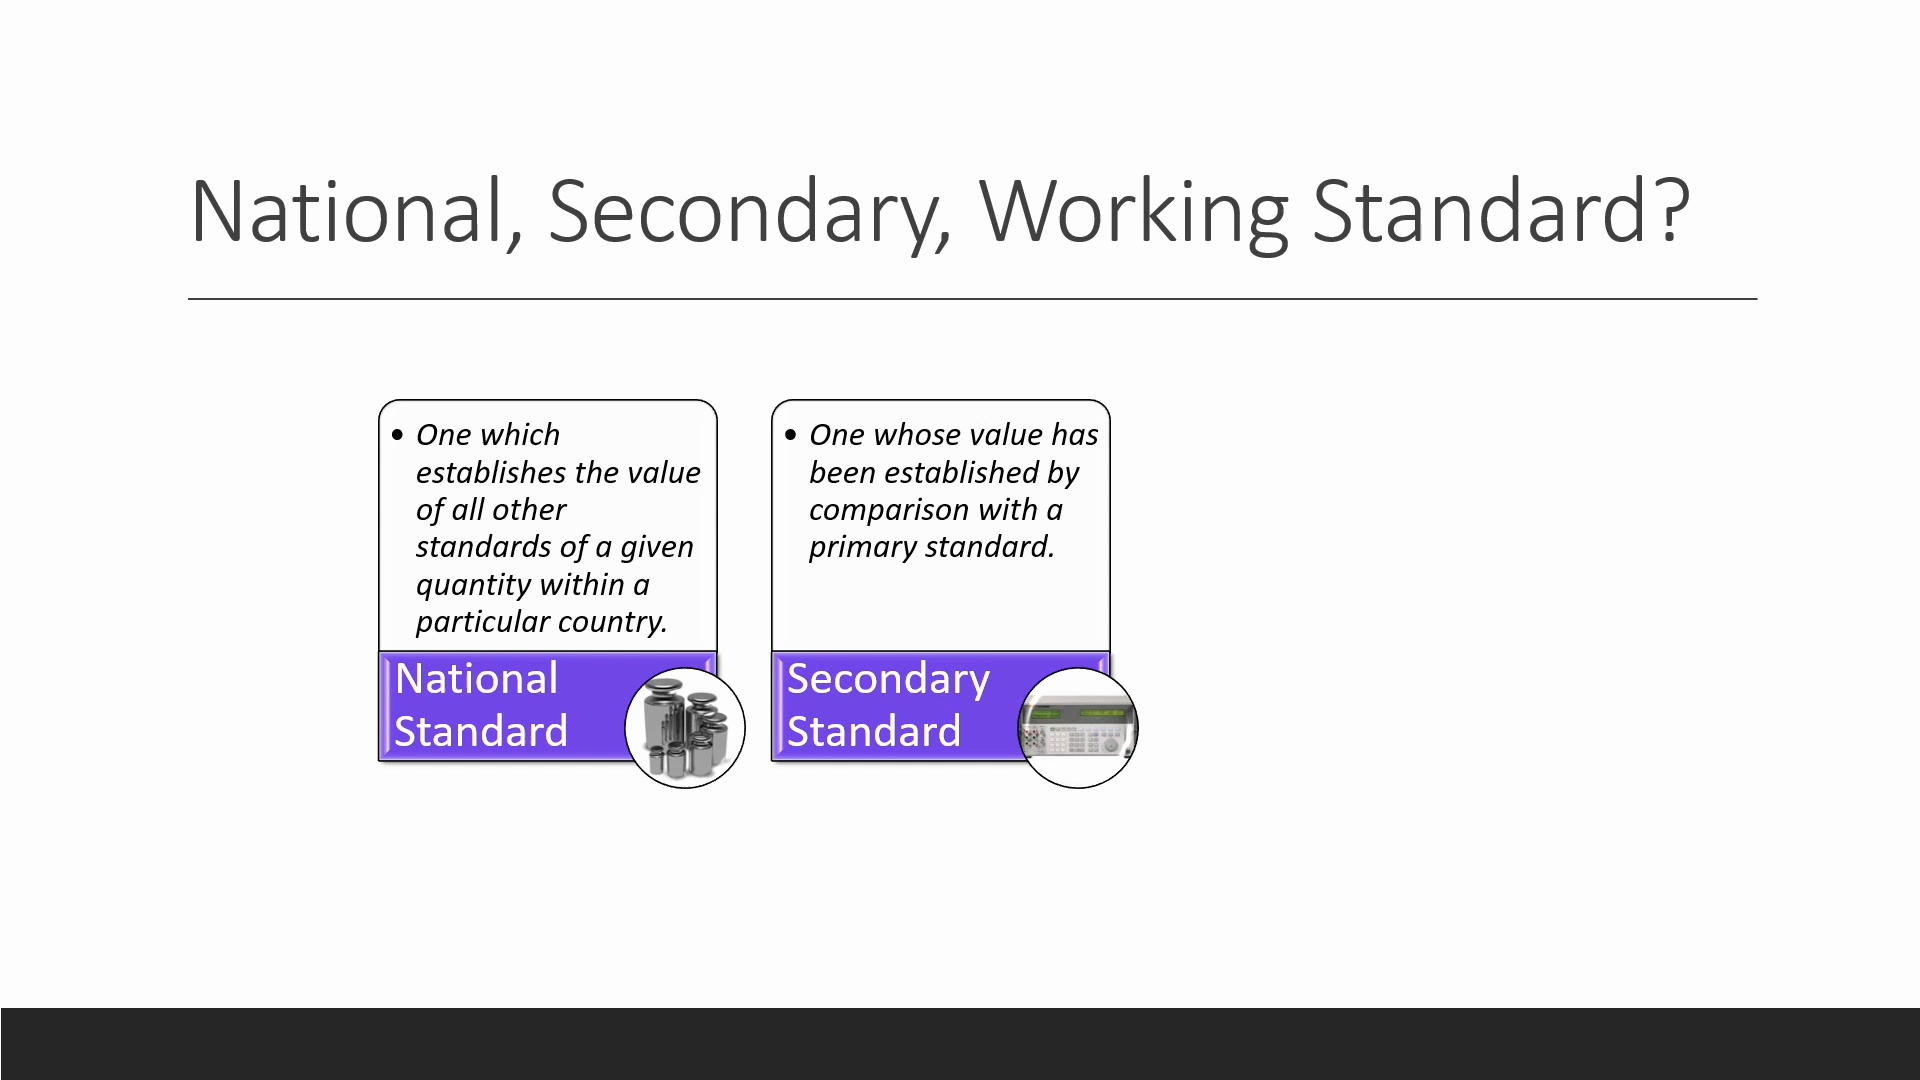 National, Secondary, Working Standard?
• One which
establishes the value
of all other
standards of a given
quantity within a
particular country.
National
Standard
• One whose value has
been established by
comparison with a
primary standard.
Secondary
Standard